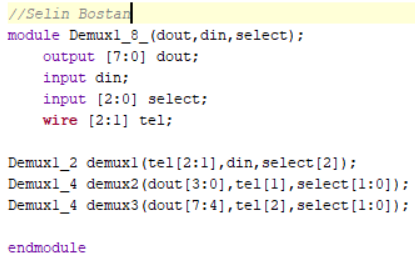 //Selin Bostan
module Demux1_8_(dout,din,select);
output [7:0] dout;
input din;
input [2:0] select;
wire [2:1] tel;
Demux1_2 demux1(tel[2:1],din,select[2]);
Demux1_4 demux2(dout[3:0],tel[1],select[1:0]);
Demux1_4 demux3(dout[7:4],tel[2],select[1:0]);
endmodule